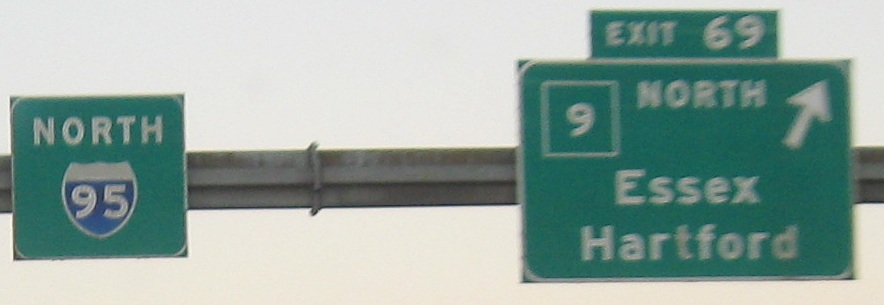 NORTH
95
EXIT 69
9 NORTH
Essex
Hartford